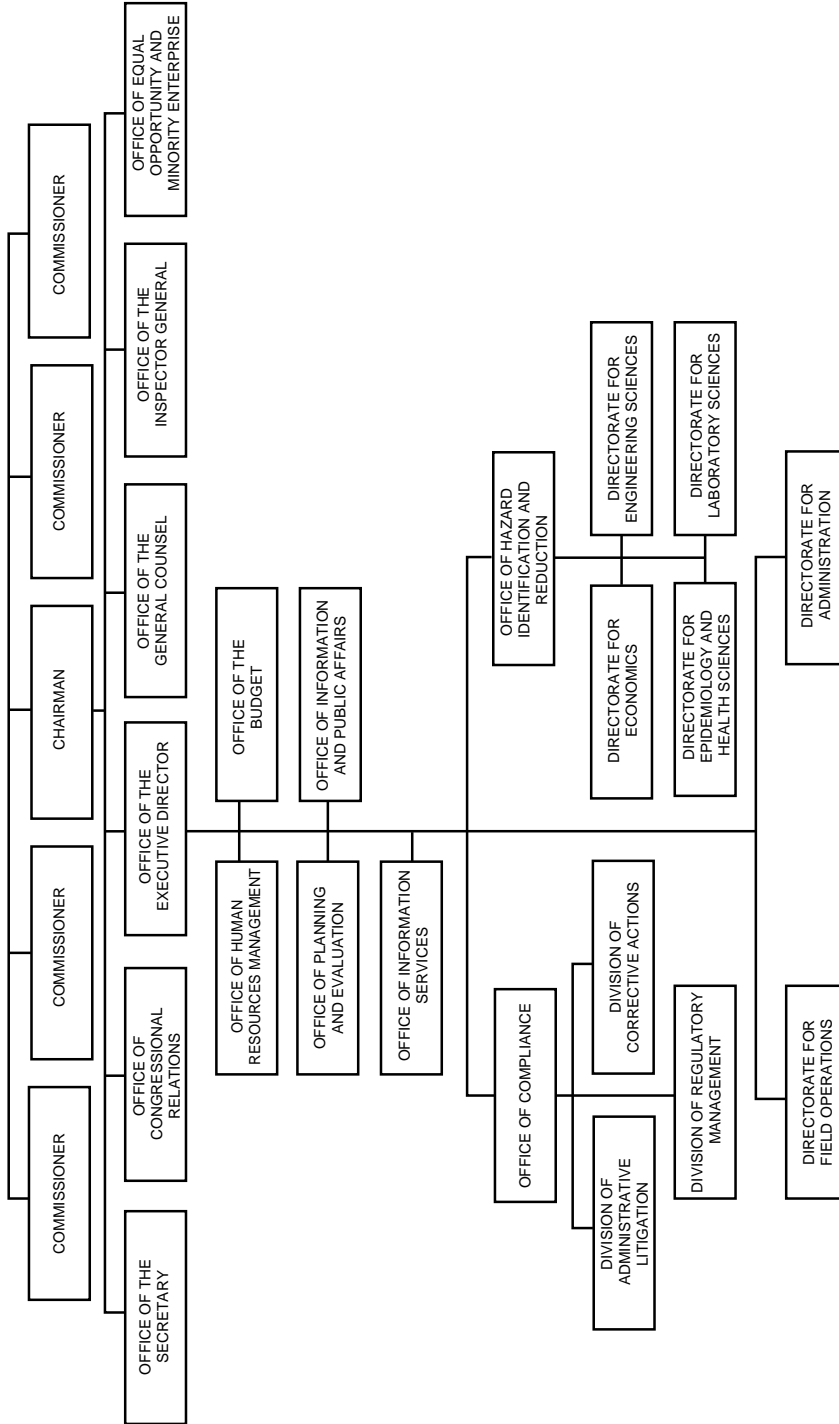 COMMISSIONER
COMMISSIONER
CHAIRMAN
COMMISSIONER
COMMISSIONER
OFFICE OF THE
SECRETARY
OFFICE OF
CONGRESSIONAL
RELATIONS
OFFICE OF THE
EXECUTIVE DIRECTOR
OFFICE OF THE
GENERAL COUNSEL
OFFICE OF THE
INSPECTOR GENERAL
OFFICE OF EQUAL
OPPORTUNITY AND
MINORITY ENTERPRISE
OFFICE OF HUMAN
RESOURCES MANAGEMENT
OFFICE OF THE
BUDGET
OFFICE OF PLANNING
AND EVALUATION
OFFICE OF INFORMATION
AND PUBLIC AFFAIRS
OFFICE OF INFORMATION
SERVICES
OFFICE OF COMPLIANCE
OFFICE OF HAZARD
IDENTIFICATION AND
REDUCTION
DIVISION OF
ADMINISTRATIVE
LITIGATION
DIVISION OF
CORRECTIVE ACTIONS
DIRECTORATE FOR
ECONOMICS
DIRECTORATE FOR
ENGINEERING SCIENCES
DIVISION OF REGULATORY
MANAGEMENT
DIRECTORATE FOR
EPIDEMIOLOGY AND
HEALTH SCIENCES
DIRECTORATE FOR
LABORATORY SCIENCES
DIRECTORATE FOR
FIELD OPERATIONS
DIRECTORATE FOR
ADMINISTRATION